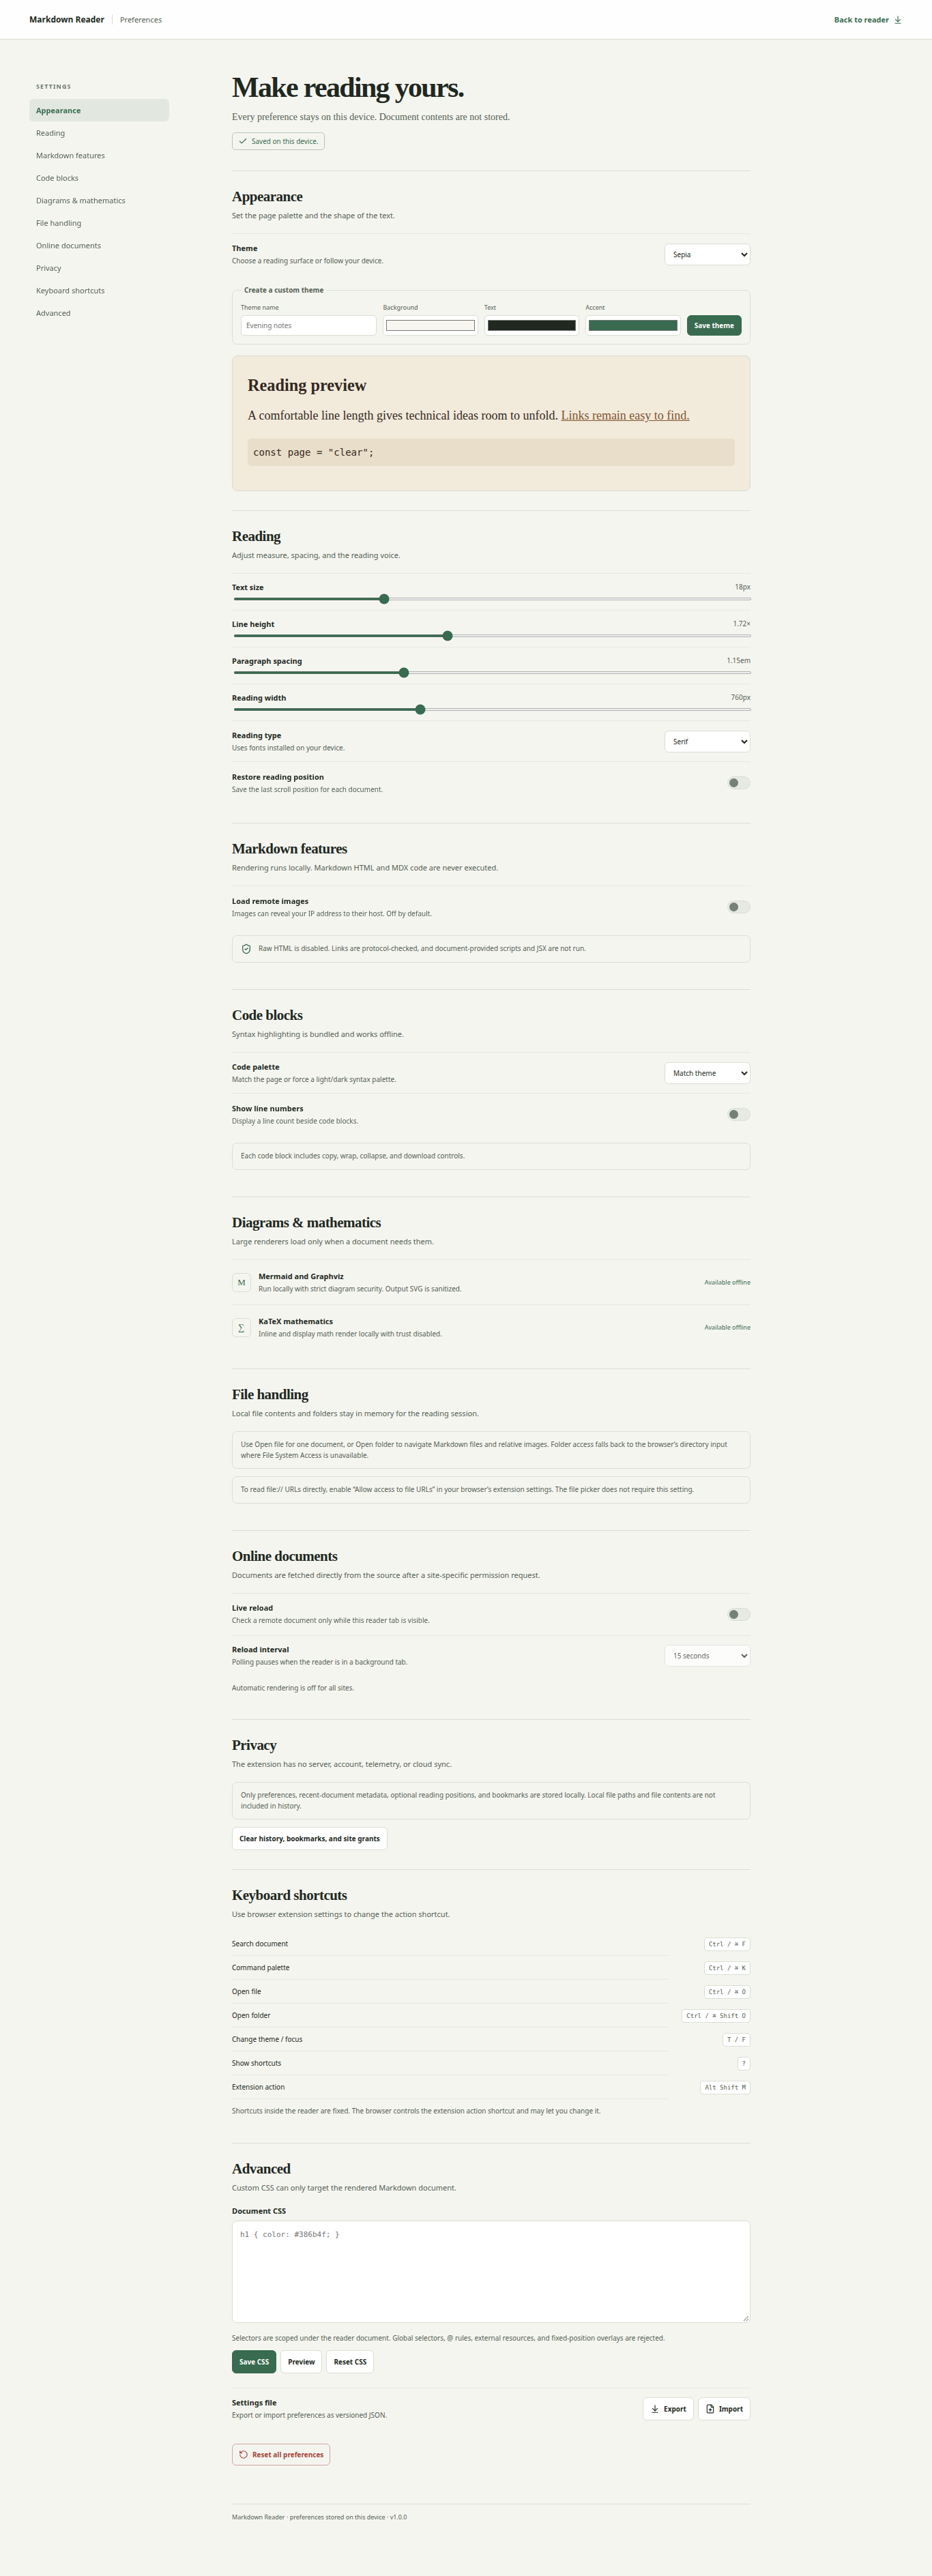 Markdown Reader
Preferences
Back to reader
SETTINGS
Appearance
Reading
Markdown features
Code blocks
Diagrams & mathematics
File handling
Online documents
Privacy
Keyboard shortcuts
Advanced
Make reading yours.
Every preference stays on this device. Document contents are not stored.
Saved on this device.
Appearance
Set the page palette and the shape of the text.
Theme
Choose a reading surface or follow your device.
Sepia
Create a custom theme
Theme name
Background
Text
Accent
Evening notes
Save theme
Reading preview
A comfortable line length gives technical ideas room to unfold. Links remain easy to find.
const page = "clear";
Reading
Adjust measure, spacing, and the reading voice.
Text size
18px
Line height
1.72×
Paragraph spacing
1.15em
Reading width
760px
Reading type
Uses fonts installed on your device.
Serif
Restore reading position
Save the last scroll position for each document.
Markdown features
Rendering runs locally. Markdown HTML and MDX code are never executed.
Load remote images
Images can reveal your IP address to their host. Off by default.
Raw HTML is disabled. Links are protocol-checked, and document-provided scripts and JSX are not run.
Code blocks
Syntax highlighting is bundled and works offline.
Code palette
Match the page or force a light/dark syntax palette.
Match theme
Show line numbers
Display a line count beside code blocks.
Each code block includes copy, wrap, collapse, and download controls.
Diagrams & mathematics
Large renderers load only when a document needs them.
M
Mermaid and Graphviz
Run locally with strict diagram security. Output SVG is sanitized.
Available offline
∑
KaTeX mathematics
Inline and display math render locally with trust disabled.
Available offline
File handling
Local file contents and folders stay in memory for the reading session.
Use Open file for one document, or Open folder to navigate Markdown files and relative images. Folder access falls back to the browser's directory input
where File System Access is unavailable.
To read file:// URLs directly, enable “Allow access to file URLs” in your browser's extension settings. The file picker does not require this setting.
Online documents
Documents are fetched directly from the source after a site-specific permission request.
Live reload
Check a remote document only while this reader tab is visible.
Reload interval
Polling pauses when the reader is in a background tab.
15 seconds
Automatic rendering is off for all sites.
Privacy
The extension has no server, account, telemetry, or cloud sync.
Only preferences, recent-document metadata, optional reading positions, and bookmarks are stored locally. Local file paths and file contents are not
included in history.
Clear history, bookmarks, and site grants
Keyboard shortcuts
Use browser extension settings to change the action shortcut.
Search document
Ctrl / ⌘ F
Command palette
Ctrl / ⌘ K
Open file
Ctrl / ⌘ O
Open folder
Ctrl / ⌘ Shift O
Change theme / focus
T / F
Show shortcuts
?
Extension action
Alt Shift M
Shortcuts inside the reader are fixed. The browser controls the extension action shortcut and may let you change it.
Advanced
Custom CSS can only target the rendered Markdown document.
Document CSS
h1 { color: #386b4f; }
Selectors are scoped under the reader document. Global selectors, @ rules, external resources, and fixed-position overlays are rejected.
Save CSS
Preview
Reset CSS
Settings file
Export or import preferences as versioned JSON.
Export
Import
Reset all preferences
Markdown Reader · preferences stored on this device · v1.0.0